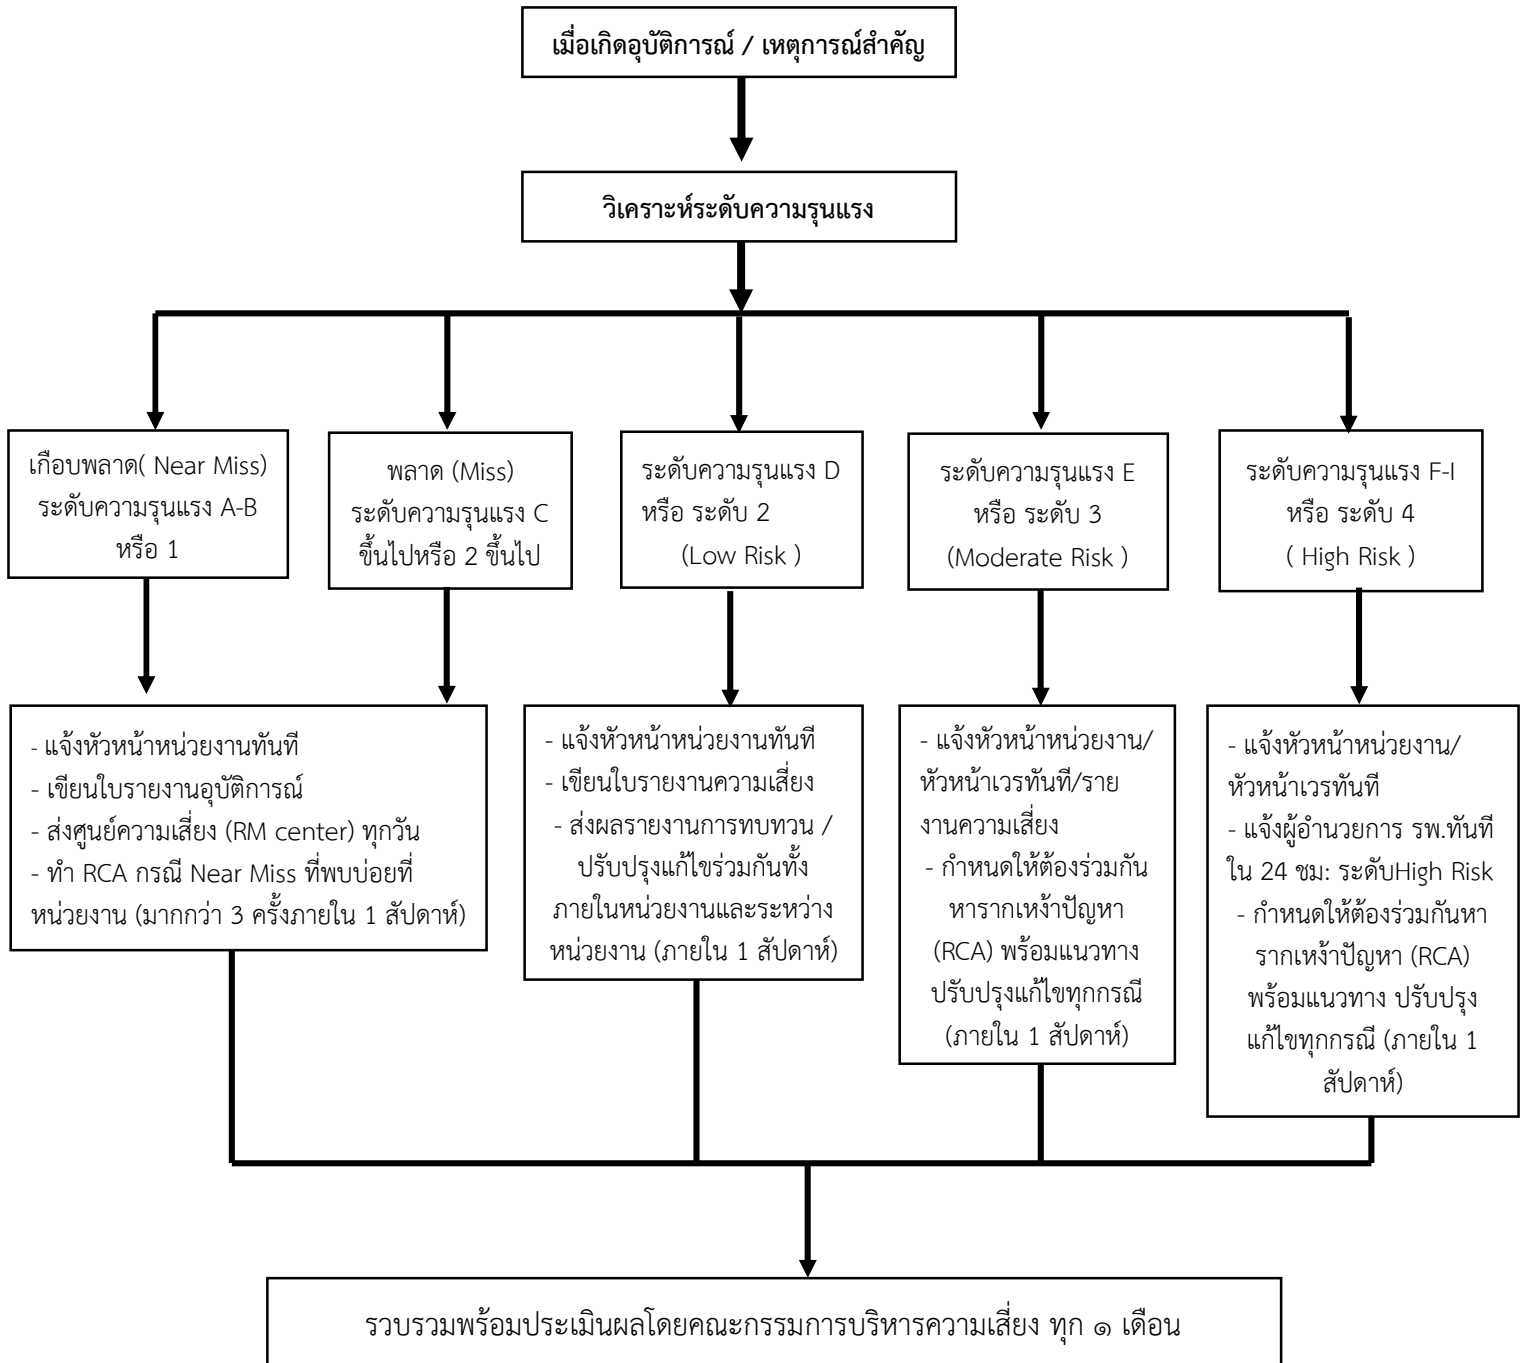 เมื่อเกิดอุบัติการณ์ / เหตุการณ์สำคัญ
วิเคราะห์ระดับความรุนแรง
เกือบพลาด( Near Miss)
ระดับความรุนแรง A-B
หรือ 1
พลาด (Miss)
ระดับความรุนแรง C
ขึ้นไปหรือ 2 ขึ้นไป
ระดับความรุนแรง D
หรือ ระดับ 2
(Low Risk )
ระดับความรุนแรง E
หรือ ระดับ 3
(Moderate Risk )
ระดับความรุนแรง F-I
หรือ ระดับ 4
( High Risk )
- แจ้งหัวหน้าหน่วยงานทันที
- เขียนใบรายงานอุบัติการณ์
- ส่งศูนย์ความเสี่ยง (RM center) ทุกวัน
- ทำ RCA กรณี Near Miss ที่พบบ่อยที่
หน่วยงาน (มากกว่า 3 ครั้งภายใน 1 สัปดาห์)
- แจ้งหัวหน้าหน่วยงานทันที
- เขียนใบรายงานความเสี่ยง
- ส่งผลรายงานการทบทวน /
ปรับปรุงแก้ไขร่วมกันทั้ง
ภายในหน่วยงานและระหว่าง
หน่วยงาน (ภายใน 1 สัปดาห์)
- แจ้งหัวหน้าหน่วยงาน/
หัวหน้าเวรทันที/ราย
งานความเสี่ยง
- กำหนดให้ต้องร่วมกัน
หารากเหง้าปัญหา
(RCA) พร้อมแนวทาง
ปรับปรุงแก้ไขทุกกรณี
(ภายใน 1 สัปดาห์)
- แจ้งหัวหน้าหน่วยงาน/
หัวหน้าเวรทันที
- แจ้งผู้อำนวยการ รพ.ทันที
ใน 24 ชม: ระดับHigh Risk
- กำหนดให้ต้องร่วมกันหา
รากเหง้าปัญหา (RCA)
พร้อมแนวทาง ปรับปรุง
แก้ไขทุกกรณี (ภายใน 1
สัปดาห์)
รวบรวมพร้อมประเมินผลโดยคณะกรรมการบริหารความเสี่ยง ทุก ๑ เดือน